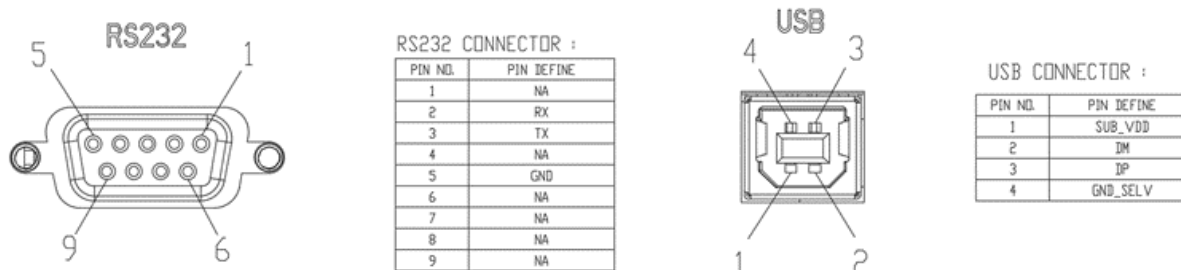 RS232
5 1
9 6
RS232 CONNECTOR :
PIN NO. PIN DEFINE
1 NA
2 RX
3 TX
4 NA
5 GND
6 NA
7 NA
8 NA
9 NA
USB
4 3
1 2
USB CONNECTOR :
PIN NO. PIN DEFINE
1 SUB_VDD
2 DM
3 DP
4 GND_SELV